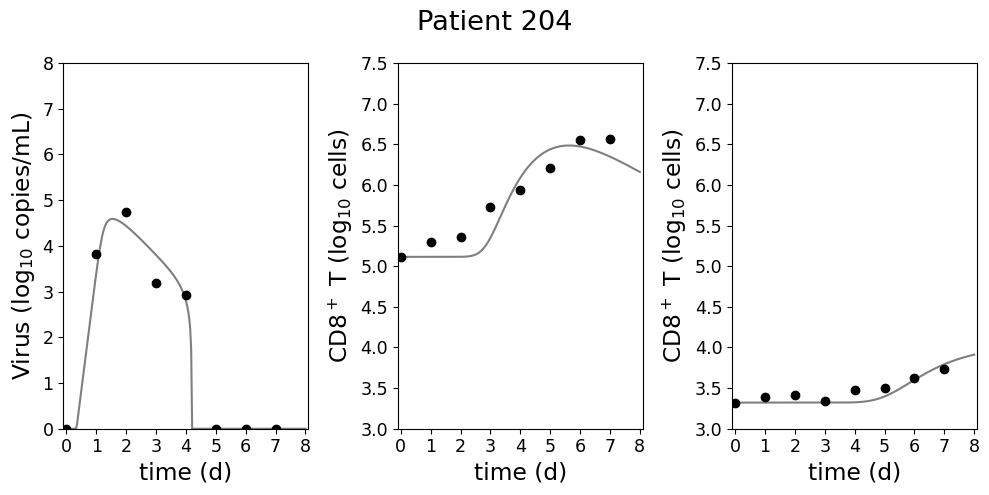 Patient 204
Virus (log₁₀ copies/mL)
8
7
6
5
4
3
2
1
0
0 1 2 3 4 5 6 7 8
time (d)
CD8⁺ T (log₁₀ cells)
7.5
7.0
6.5
6.0
5.5
5.0
4.5
4.0
3.5
3.0
0 1 2 3 4 5 6 7 8
time (d)
CD8⁺ T (log₁₀ cells)
7.5
7.0
6.5
6.0
5.5
5.0
4.5
4.0
3.5
3.0
0 1 2 3 4 5 6 7 8
time (d)